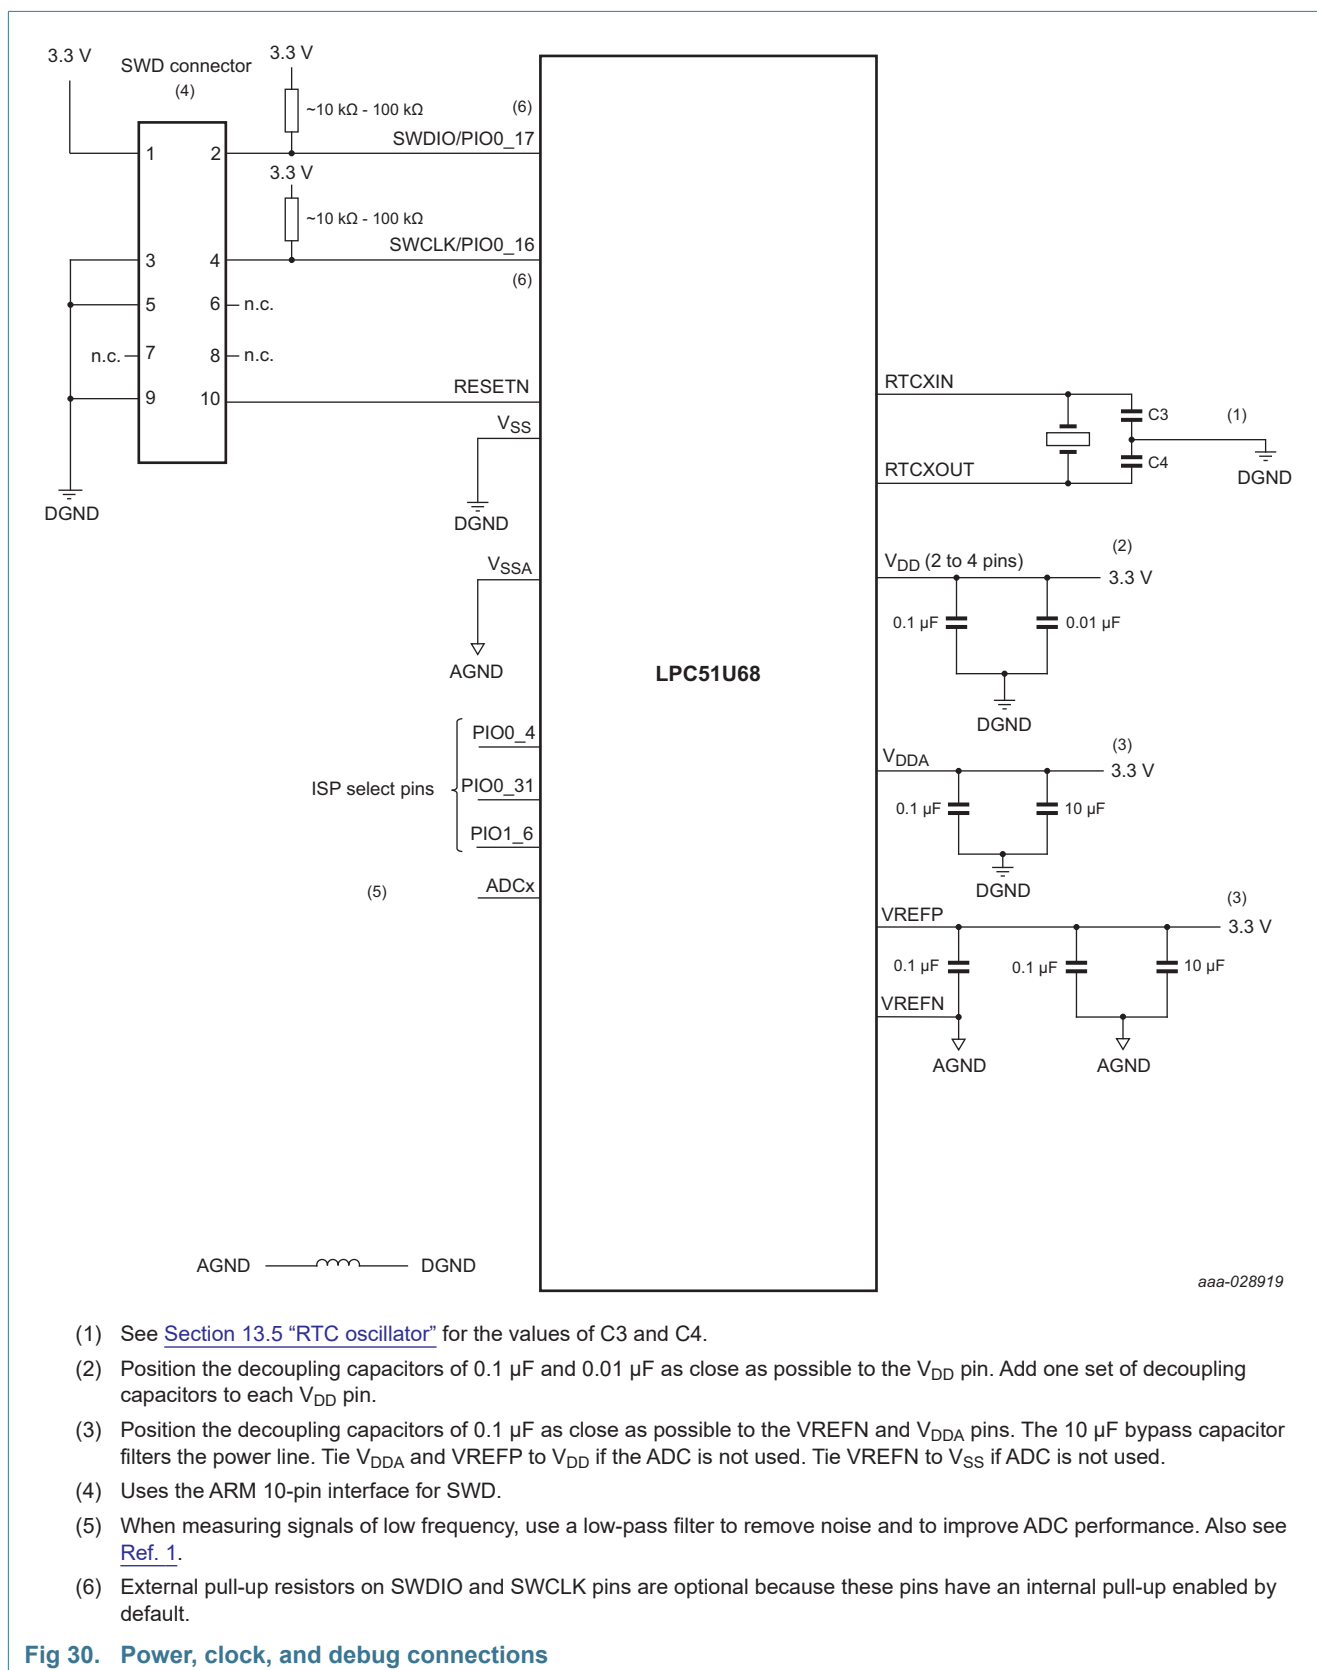 3.3 V
SWD connector
(4)
3.3 V
~10 kΩ - 100 kΩ
(6)
SWDIO/PIO0_17
1
2
3.3 V
~10 kΩ - 100 kΩ
SWCLK/PIO0_16
3
4
(6)
5
6
n.c.
n.c.
7
8
n.c.
9
10
RESETN
VSS
DGND
DGND
VSSA
AGND
LPC51U68
ISP select pins
PIO0_4
PIO0_31
PIO1_6
(5)
ADCx
RTCXIN
C3
(1)
RTCXOUT
C4
DGND
VDD (2 to 4 pins)
(2)
3.3 V
0.1 µF
0.01 µF
DGND
VDDA
(3)
3.3 V
0.1 µF
10 µF
DGND
VREFP
(3)
3.3 V
0.1 µF
0.1 µF
10 µF
VREFN
AGND
AGND
AGND
DGND
aaa-028919
(1) See Section 13.5 “RTC oscillator” for the values of C3 and C4.
(2) Position the decoupling capacitors of 0.1 µF and 0.01 µF as close as possible to the VDD pin. Add one set of decoupling
capacitors to each VDD pin.
(3) Position the decoupling capacitors of 0.1 µF as close as possible to the VREFN and VDDA pins. The 10 µF bypass capacitor
filters the power line. Tie VDDA and VREFP to VDD if the ADC is not used. Tie VREFN to VSS if ADC is not used.
(4) Uses the ARM 10-pin interface for SWD.
(5) When measuring signals of low frequency, use a low-pass filter to remove noise and to improve ADC performance. Also see
Ref. 1.
(6) External pull-up resistors on SWDIO and SWCLK pins are optional because these pins have an internal pull-up enabled by
default.
Fig 30. Power, clock, and debug connections